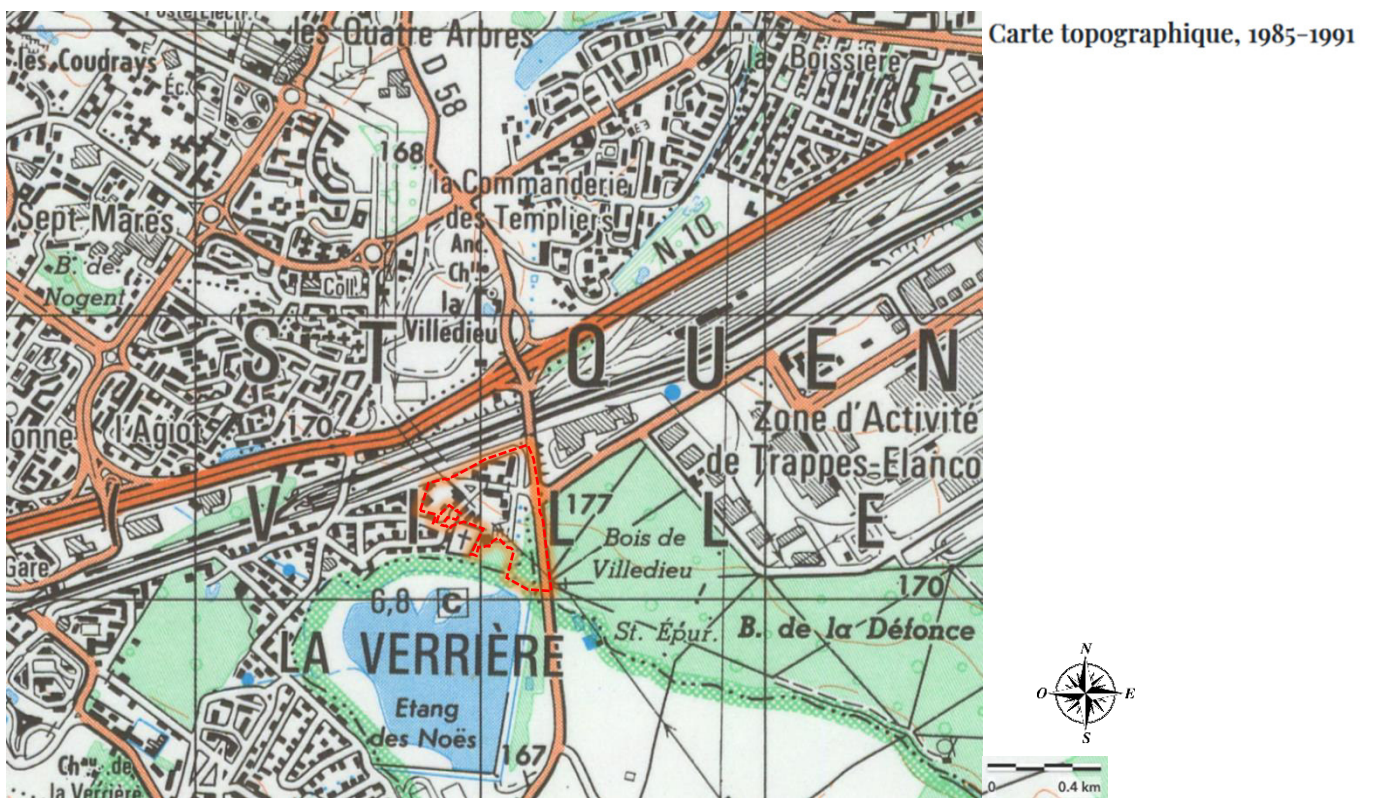 Carte topographique, 1985-1991
les Quatre Arbres
les Coudrays
Éc.
D 58
la Boissière
168
la Commanderie
des Templiers
Sept Mares
Anc.
Chau
la
Villedieu
N 10
B. de
Nogent
Coll.
S T Q U E N
Zone d'Activité
de Trappes-Elanco
l'Agiot
170
V I L L E
177
Bois de
Villedieu
170
Gare
6,8 C
St. Épur.
B. de la Défonce
LA VERRIÈRE
Etang
des Noës
167
Chau de
la Verrière
N
O E
S
0 0.4 km